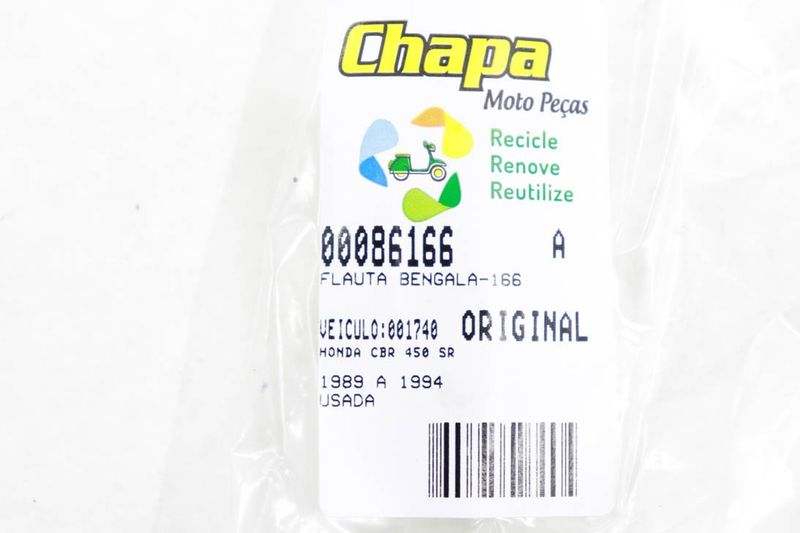 Chapa
Moto Peças
Recicle
Renove
Reutilize
00086166 A
FLAUTA BENGALA-166
VEICULO:001740 ORIGINAL
HONDA CBR 450 SR
1989 A 1994
USADA